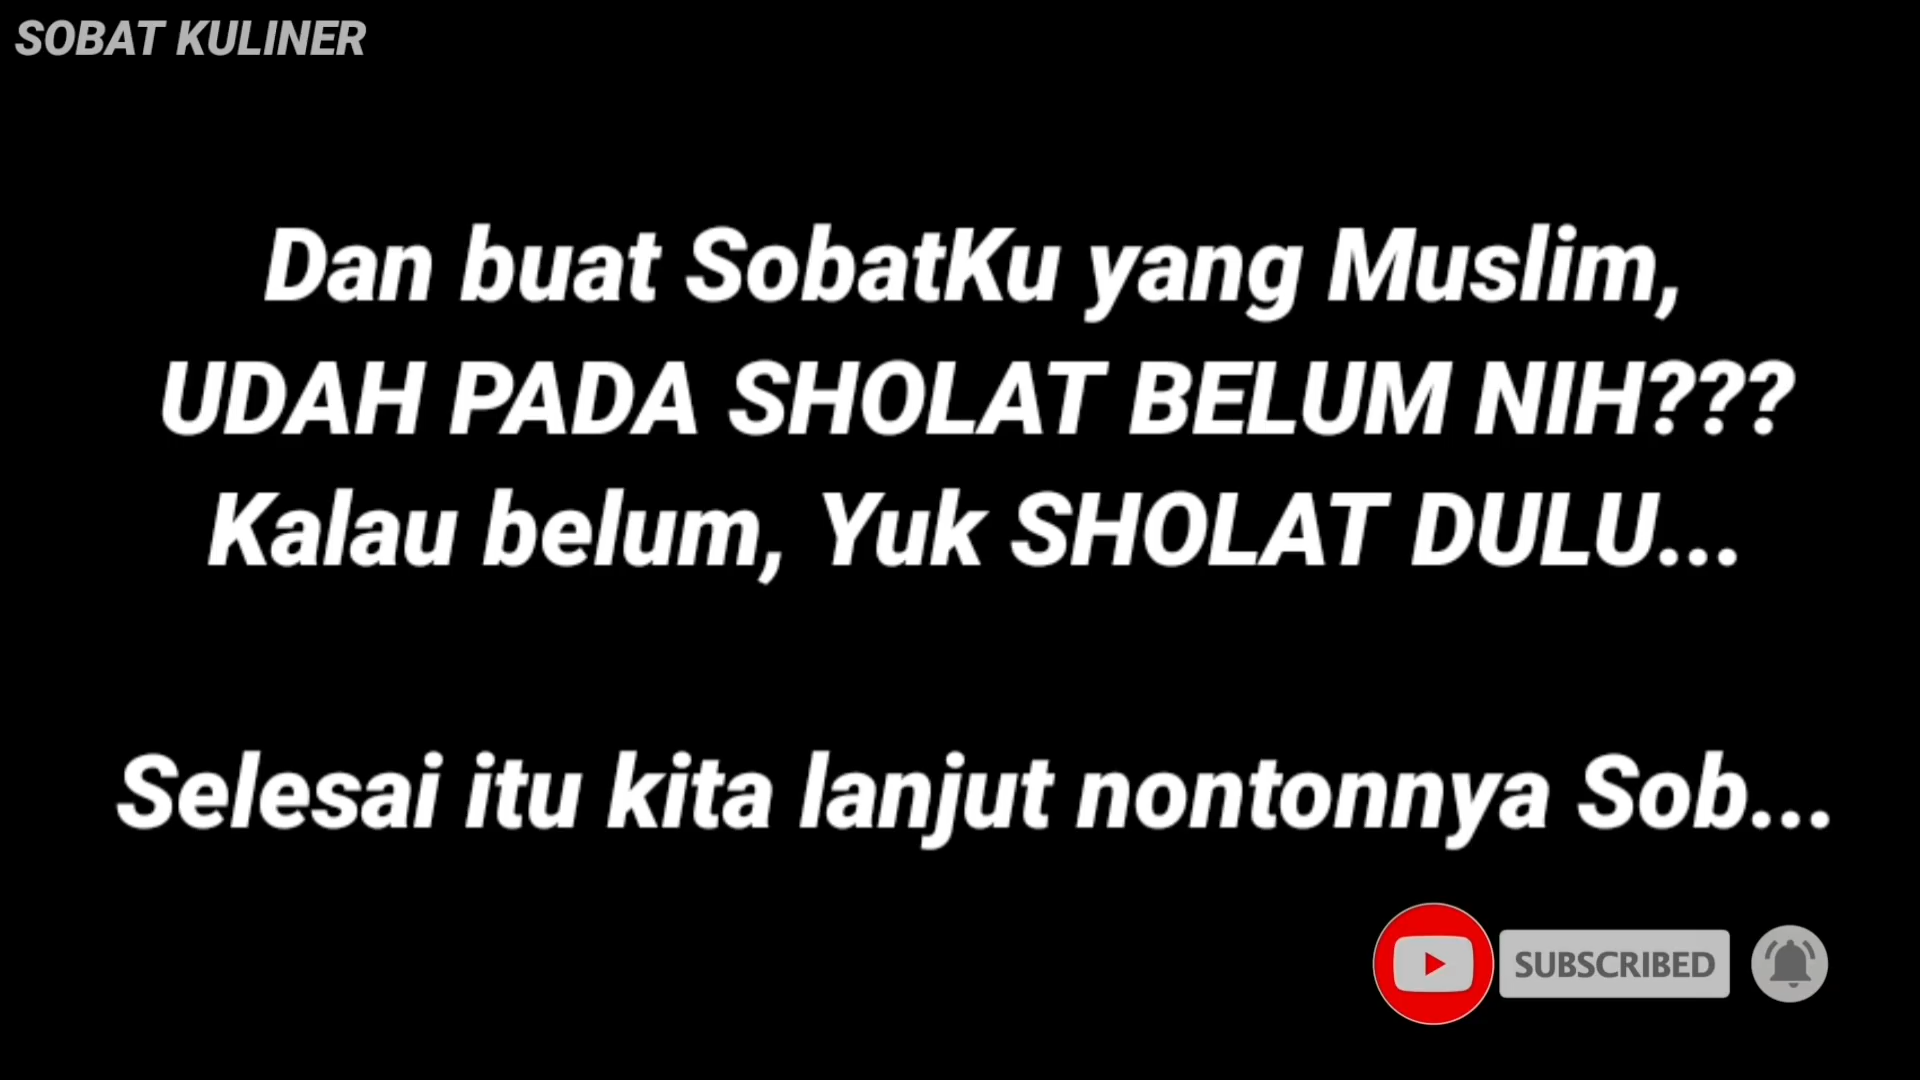 SOBAT KULINER
Dan buat SobatKu yang Muslim,
UDAH PADA SHOLAT BELUM NIH???
Kalau belum, Yuk SHOLAT DULU...
Selesai itu kita lanjut nontonnya Sob...
SUBSCRIBED